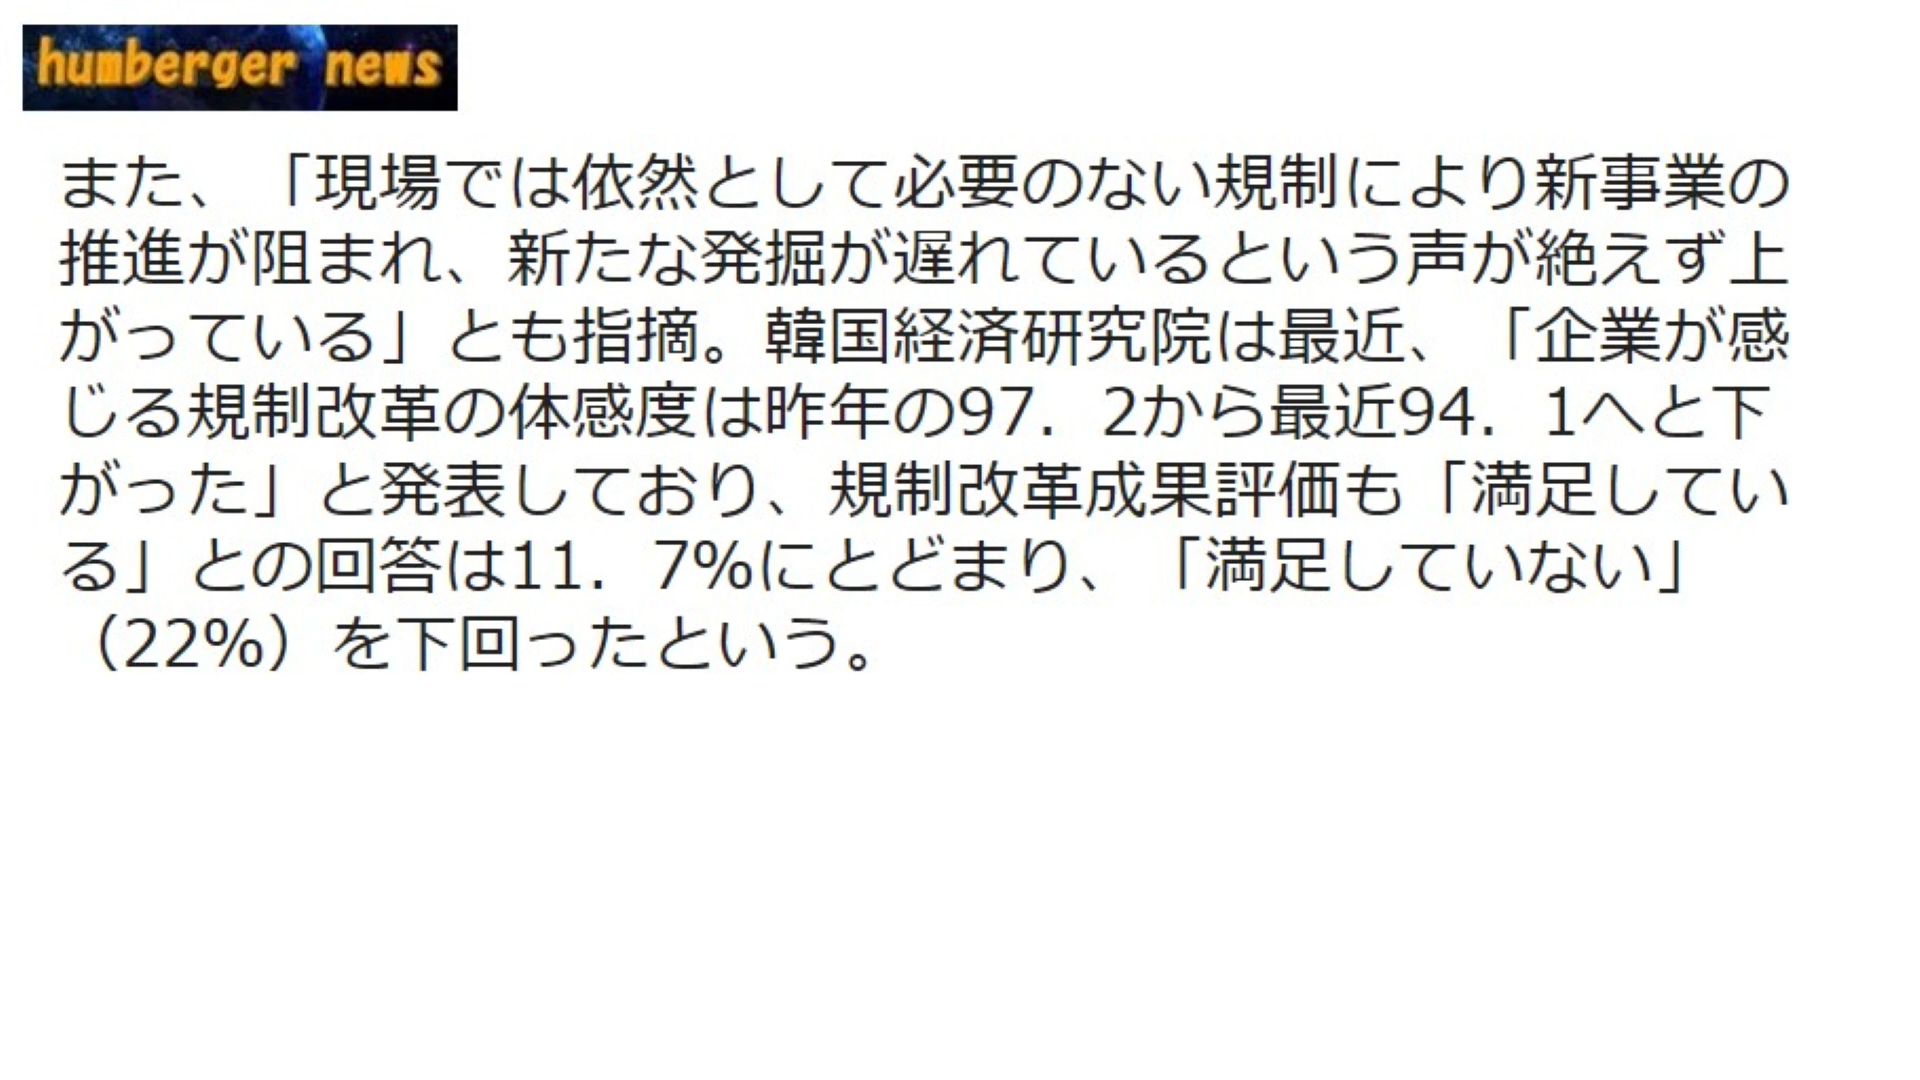 humberger news
また、「現場では依然として必要のない規制により新事業の
推進が阻まれ、新たな発掘が遅れているという声が絶えず上
がっている」とも指摘。韓国経済研究院は最近、「企業が感
じる規制改革の体感度は昨年の97．2から最近94．1へと下
がった」と発表しており、規制改革成果評価も「満足してい
る」との回答は11．7%にとどまり、「満足していない」
（22%）を下回ったという。